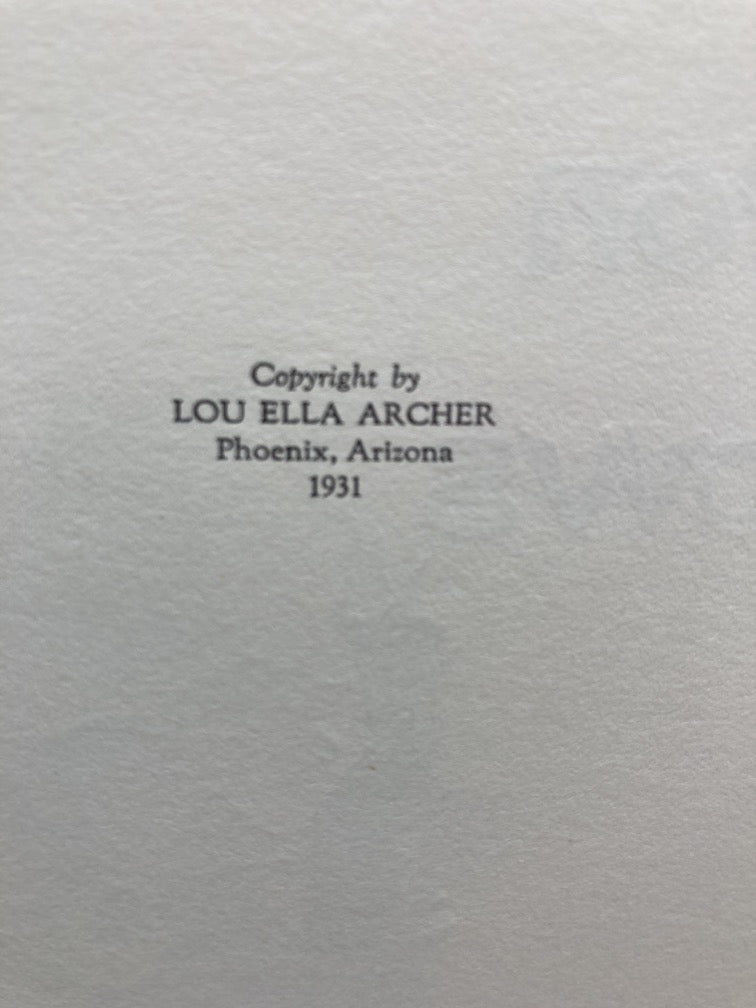 Copyright by
LOU ELLA ARCHER
Phoenix, Arizona
1931